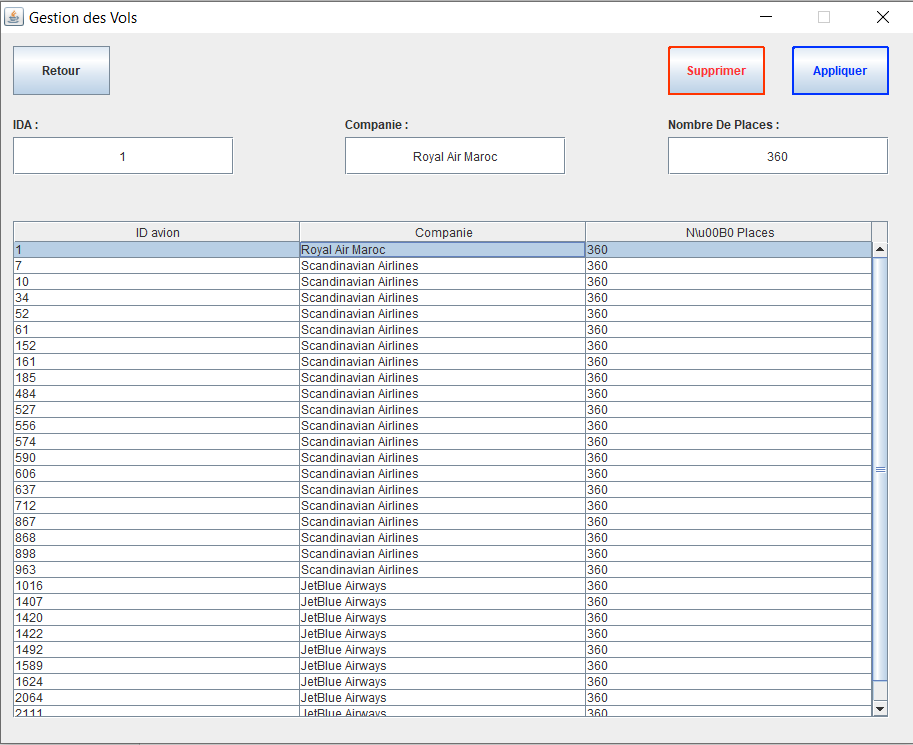 Gestion des Vols
Retour Supprimer Appliquer
IDA : Companie : Nombre De Places :
1 Royal Air Maroc 360
ID avion Companie N\u00B0 Places
1 Royal Air Maroc 360
7 Scandinavian Airlines 360
10 Scandinavian Airlines 360
34 Scandinavian Airlines 360
52 Scandinavian Airlines 360
61 Scandinavian Airlines 360
152 Scandinavian Airlines 360
161 Scandinavian Airlines 360
185 Scandinavian Airlines 360
484 Scandinavian Airlines 360
527 Scandinavian Airlines 360
556 Scandinavian Airlines 360
574 Scandinavian Airlines 360
590 Scandinavian Airlines 360
606 Scandinavian Airlines 360
637 Scandinavian Airlines 360
712 Scandinavian Airlines 360
867 Scandinavian Airlines 360
868 Scandinavian Airlines 360
898 Scandinavian Airlines 360
963 Scandinavian Airlines 360
1016 JetBlue Airways 360
1407 JetBlue Airways 360
1420 JetBlue Airways 360
1422 JetBlue Airways 360
1492 JetBlue Airways 360
1589 JetBlue Airways 360
1624 JetBlue Airways 360
2064 JetBlue Airways 360
2111 JetBlue Airways 360